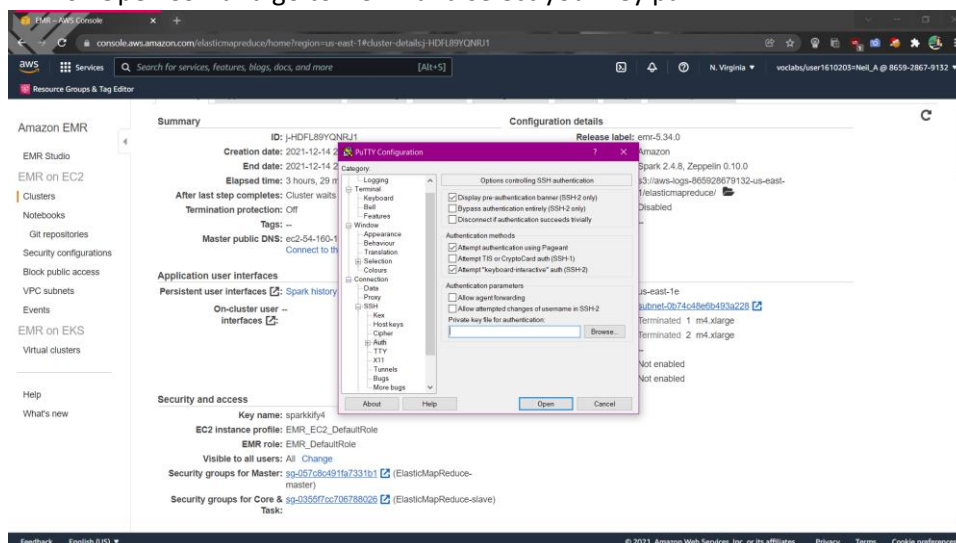 EMR – AWS Console
console.aws.amazon.com/elasticmapreduce/home?region=us-east-1#cluster-details:j-HDFL89YQNRJ1
aws Services Search for services, features, blogs, docs, and more [Alt+S] N. Virginia voclabs/user1610203=Neil_A @ 8659-2867-9132
Resource Groups & Tag Editor
Amazon EMR
EMR Studio
EMR on EC2
Clusters
Notebooks
Git repositories
Security configurations
Block public access
VPC subnets
Events
EMR on EKS
Virtual clusters
Help
What's new
Summary
ID: j-HDFL89YQNRJ1
Creation date: 2021-12-14 2
End date: 2021-12-14 2
Elapsed time: 3 hours, 29 m
After last step completes: Cluster waits
Termination protection: Off
Tags: --
Master public DNS: ec2-54-160-1
Connect to th
Application user interfaces
Persistent user interfaces : Spark history
On-cluster user --
interfaces :
Security and access
Key name: sparkkify4
EC2 instance profile: EMR_EC2_DefaultRole
EMR role: EMR_DefaultRole
Visible to all users: All Change
Security groups for Master: sg-057c8c491fa7331b1 (ElasticMapReduce-
master)
Security groups for Core & sg-0355f7cc706788026 (ElasticMapReduce-slave)
Task:
Configuration details
Release label: emr-5.34.0
Amazon
Spark 2.4.8, Zeppelin 0.10.0
s3://aws-logs-865928679132-us-east-
1/elasticmapreduce/
Disabled
--
us-east-1e
subnet-0b74c48e6b493a228
Terminated 1 m4.xlarge
Terminated 2 m4.xlarge
--
Not enabled
Not enabled
PuTTY Configuration ? ×
Category:
Logging
Terminal
Keyboard
Bell
Features
Window
Appearance
Behaviour
Translation
Selection
Colours
Connection
Data
Proxy
SSH
Kex
Host keys
Cipher
Auth
TTY
X11
Tunnels
Bugs
More bugs
Options controlling SSH authentication
Display pre-authentication banner (SSH-2 only)
Bypass authentication entirely (SSH-2 only)
Disconnect if authentication succeeds trivially
Authentication methods
Attempt authentication using Pageant
Attempt TIS or CryptoCard auth (SSH-1)
Attempt "keyboard-interactive" auth (SSH-2)
Authentication parameters
Allow agent forwarding
Allow attempted changes of username in SSH-2
Private key file for authentication:
Browse...
About Help Open Cancel
Feedback English (US) © 2021, Amazon Web Services, Inc. or its affiliates. Privacy Terms Cookie preferences